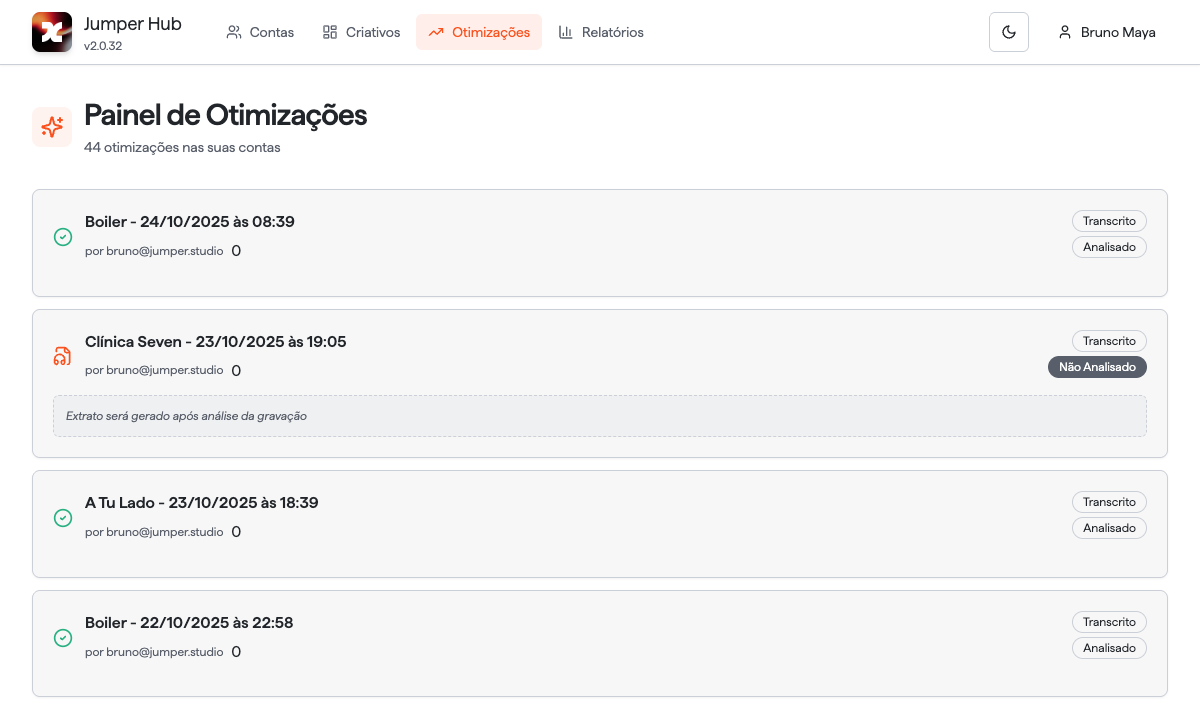 Jumper Hub
v2.0.32
Contas
Criativos
Otimizações
Relatórios
Bruno Maya
Painel de Otimizações
44 otimizações nas suas contas
Boiler - 24/10/2025 às 08:39
por bruno@jumper.studio 0
Transcrito
Analisado
Clínica Seven - 23/10/2025 às 19:05
por bruno@jumper.studio 0
Transcrito
Não Analisado
Extrato será gerado após análise da gravação
A Tu Lado - 23/10/2025 às 18:39
por bruno@jumper.studio 0
Transcrito
Analisado
Boiler - 22/10/2025 às 22:58
por bruno@jumper.studio 0
Transcrito
Analisado